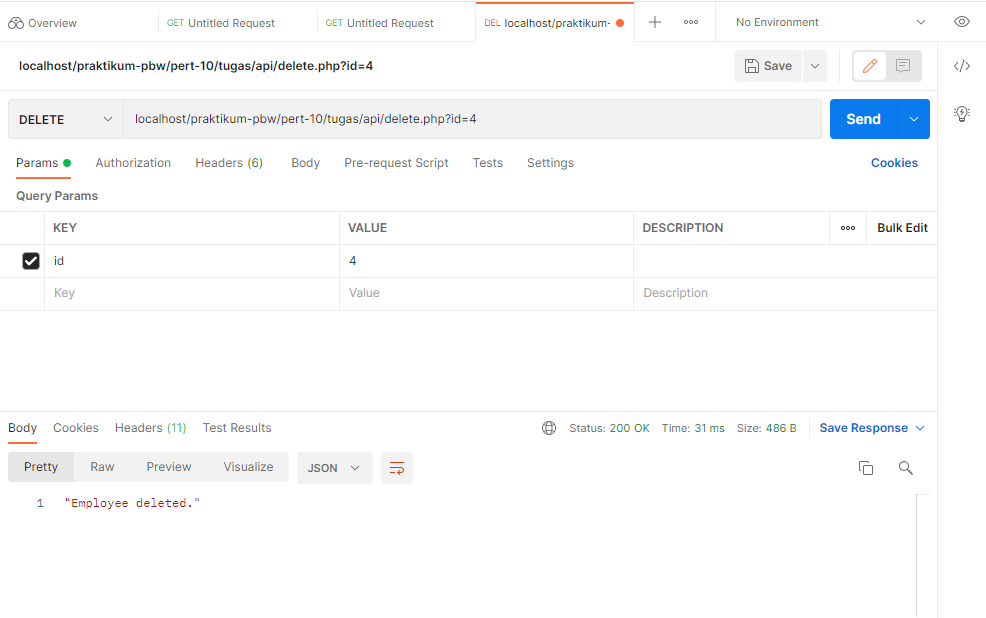 Overview GET Untitled Request GET Untitled Request DEL localhost/praktikum- No Environment
localhost/praktikum-pbw/pert-10/tugas/api/delete.php?id=4 Save
DELETE localhost/praktikum-pbw/pert-10/tugas/api/delete.php?id=4 Send
Params Authorization Headers (6) Body Pre-request Script Tests Settings Cookies
Query Params
KEY VALUE DESCRIPTION Bulk Edit
id 4
Key Value Description
Body Cookies Headers (11) Test Results Status: 200 OK Time: 31 ms Size: 486 B Save Response
Pretty Raw Preview Visualize JSON
1 "Employee deleted."